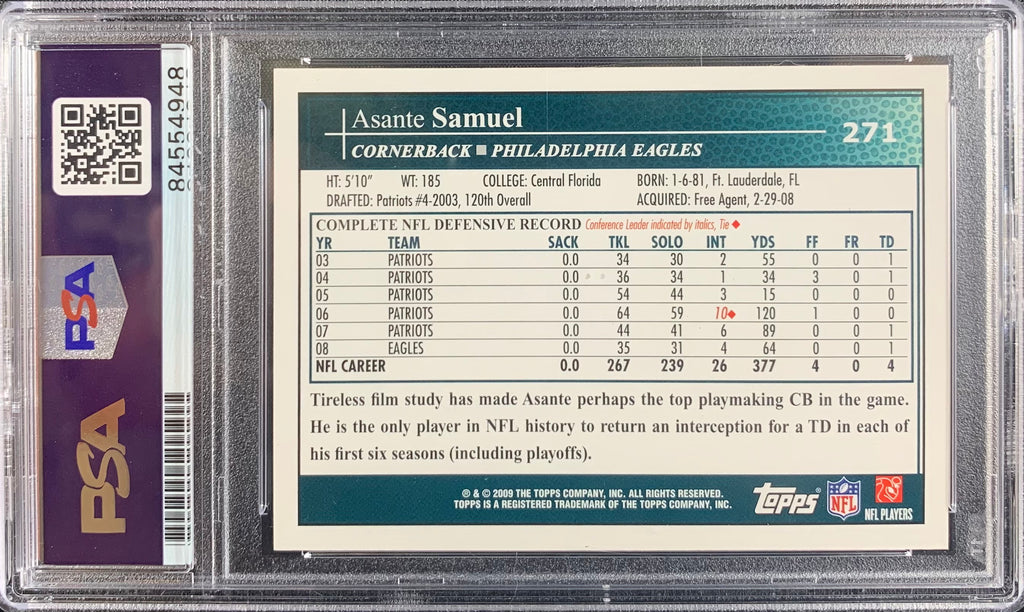 84554948
PSA
PSA
Asante Samuel
271
CORNERBACK ■ PHILADELPHIA EAGLES
HT: 5'10" WT: 185 COLLEGE: Central Florida BORN: 1-6-81, Ft. Lauderdale, FL
DRAFTED: Patriots #4-2003, 120th Overall ACQUIRED: Free Agent, 2-29-08
COMPLETE NFL DEFENSIVE RECORD Conference Leader indicated by italics, Tie ◆
YR TEAM SACK TKL SOLO INT YDS FF FR TD
03 PATRIOTS 0.0 34 30 2 55 0 0 1
04 PATRIOTS 0.0 36 34 1 34 3 0 1
05 PATRIOTS 0.0 54 44 3 15 0 0 0
06 PATRIOTS 0.0 64 59 10◆ 120 1 0 0
07 PATRIOTS 0.0 44 41 6 89 0 0 1
08 EAGLES 0.0 35 31 4 64 0 0 1
NFL CAREER 0.0 267 239 26 377 4 0 4
Tireless film study has made Asante perhaps the top playmaking CB in the game.
He is the only player in NFL history to return an interception for a TD in each of
his first six seasons (including playoffs).
® & © 2009 THE TOPPS COMPANY, INC. ALL RIGHTS RESERVED.
TOPPS IS A REGISTERED TRADEMARK OF THE TOPPS COMPANY, INC.
Topps®
NFL
NFL PLAYERS